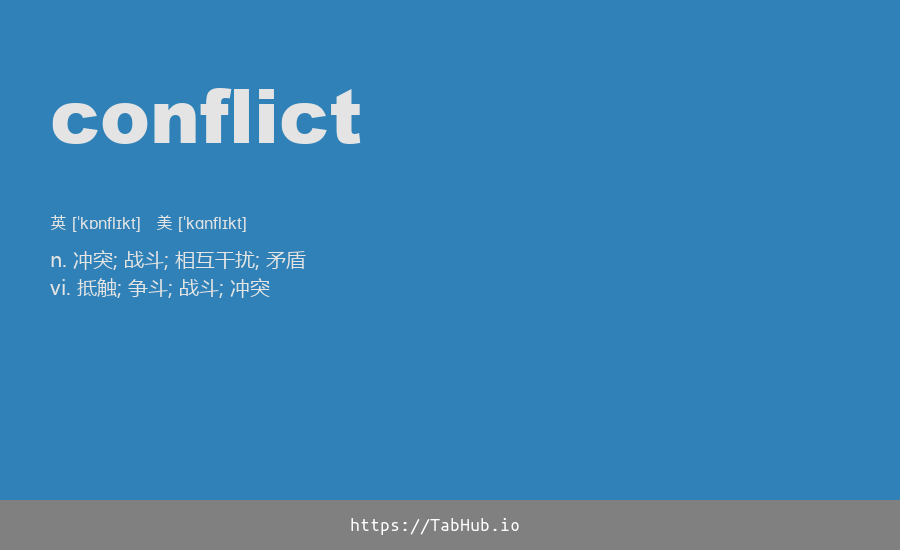 conflict
英 [ˈkɒnflɪkt] 美 [ˈkɑnflɪkt]
n. 冲突; 战斗; 相互干扰; 矛盾
vi. 抵触; 争斗; 战斗; 冲突
https://TabHub.io